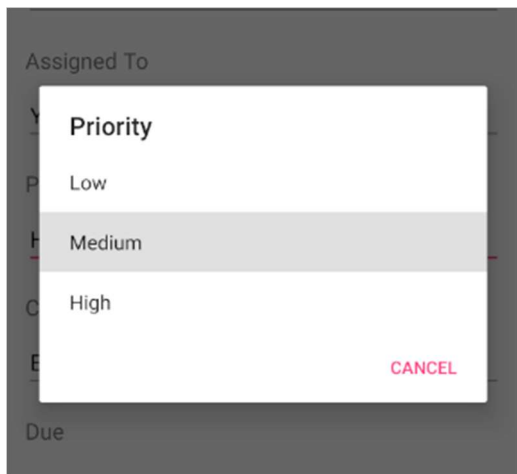 Assigned To
Y
Priority
Low
P
Medium
H
High
C
E
CANCEL
Due